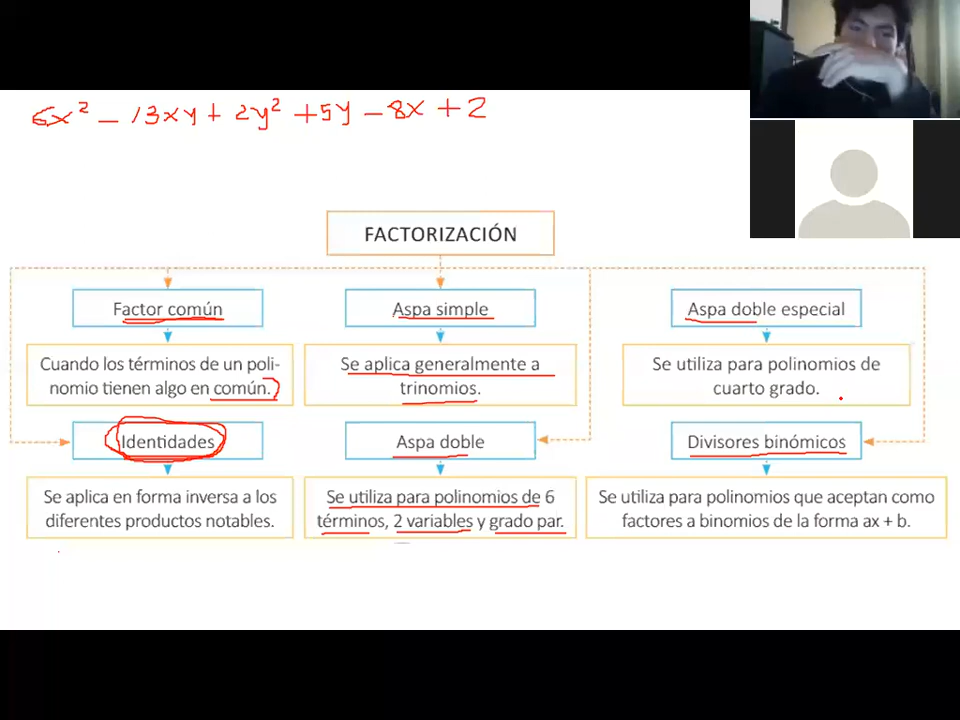 6x² - 13xy + 2y² + 5y - 8x + 2
FACTORIZACIÓN
Factor común
Cuando los términos de un poli-
nomio tienen algo en común.
Identidades
Se aplica en forma inversa a los
diferentes productos notables.
Aspa simple
Se aplica generalmente a
trinomios.
Aspa doble
Se utiliza para polinomios de 6
términos, 2 variables y grado par.
Aspa doble especial
Se utiliza para polinomios de
cuarto grado.
Divisores binómicos
Se utiliza para polinomios que aceptan como
factores a binomios de la forma ax + b.